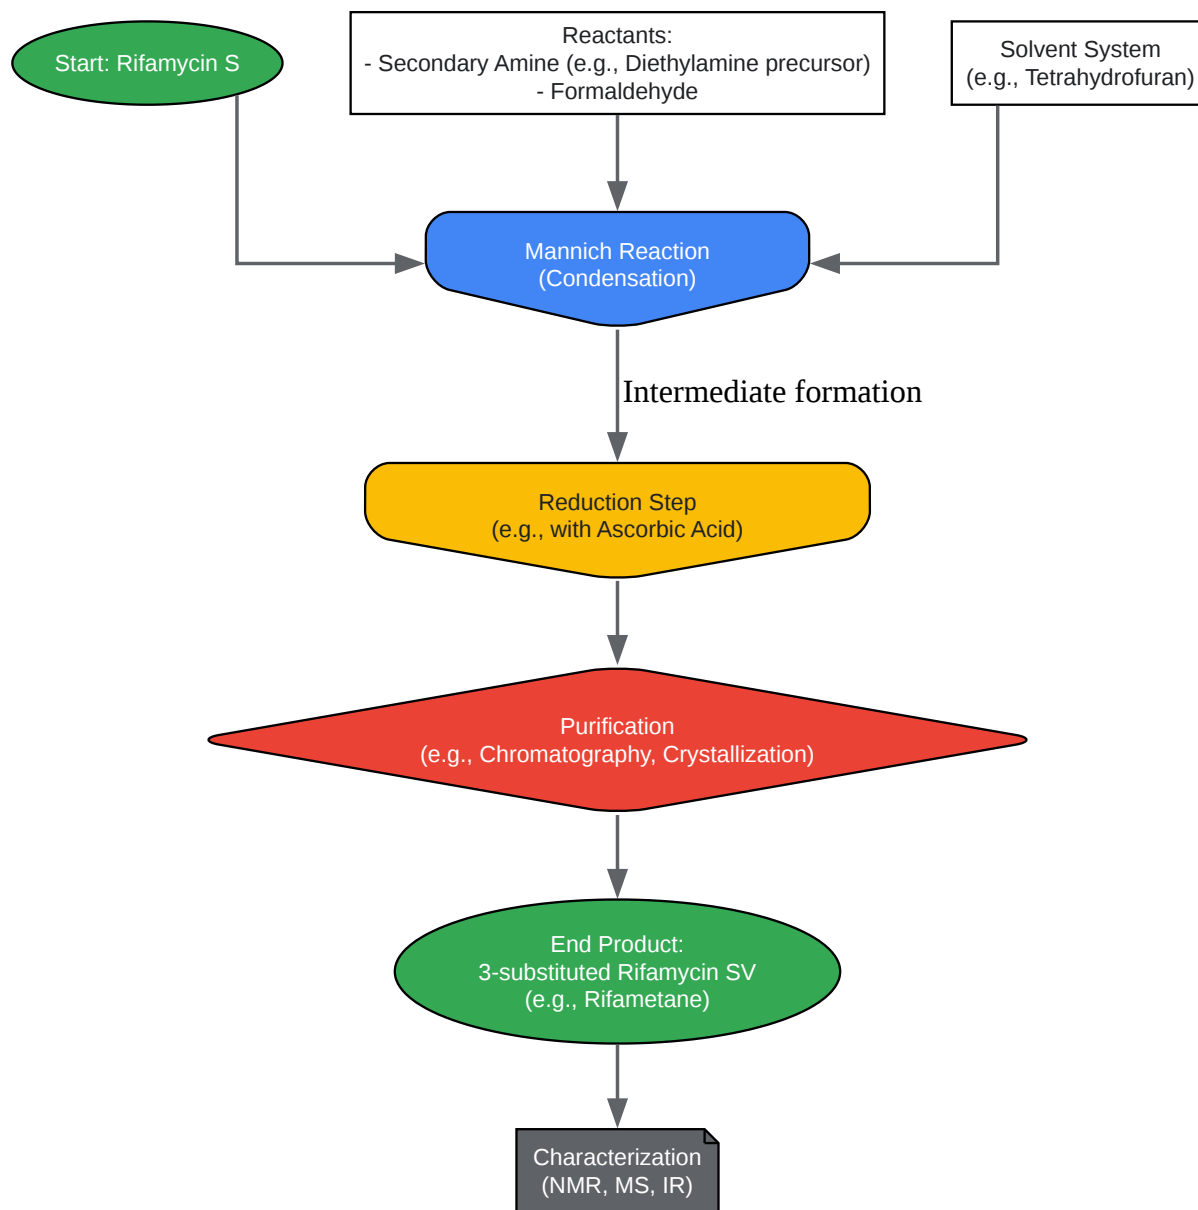 Start: Rifamycin S
Reactants:
- Secondary Amine (e.g., Diethylamine precursor)
- Formaldehyde
Solvent System
(e.g., Tetrahydrofuran)
Mannich Reaction
(Condensation)
Intermediate formation
Reduction Step
(e.g., with Ascorbic Acid)
Purification
(e.g., Chromatography, Crystallization)
End Product:
3-substituted Rifamycin SV
(e.g., Rifametane)
Characterization
(NMR, MS, IR)